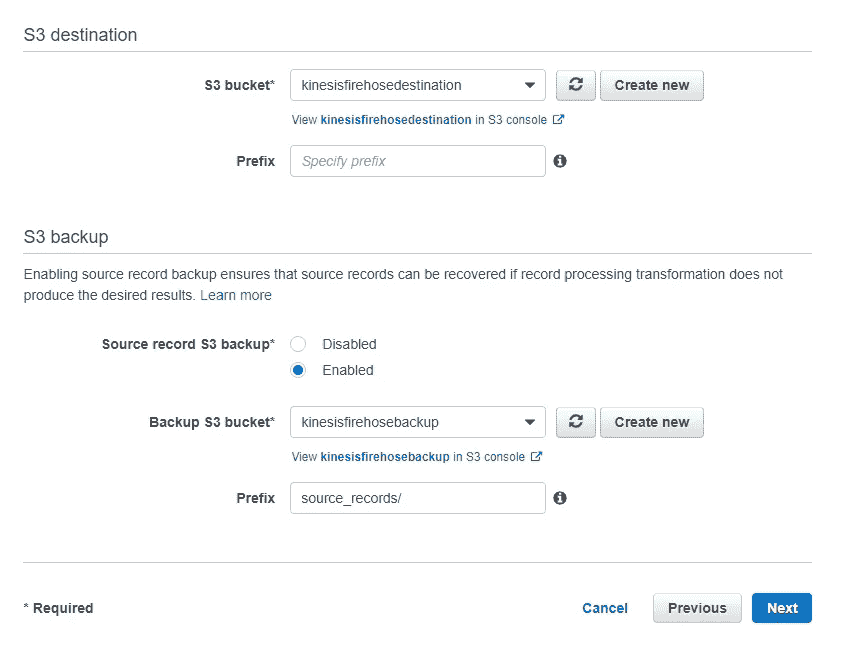 S3 destination
S3 bucket* kinesisfirehosedestination Create new
View kinesisfirehosedestination in S3 console
Prefix Specify prefix
S3 backup
Enabling source record backup ensures that source records can be recovered if record processing transformation does not
produce the desired results. Learn more
Source record S3 backup* Disabled
Enabled
Backup S3 bucket* kinesisfirehosebackup Create new
View kinesisfirehosebackup in S3 console
Prefix source_records/
* Required Cancel Previous Next